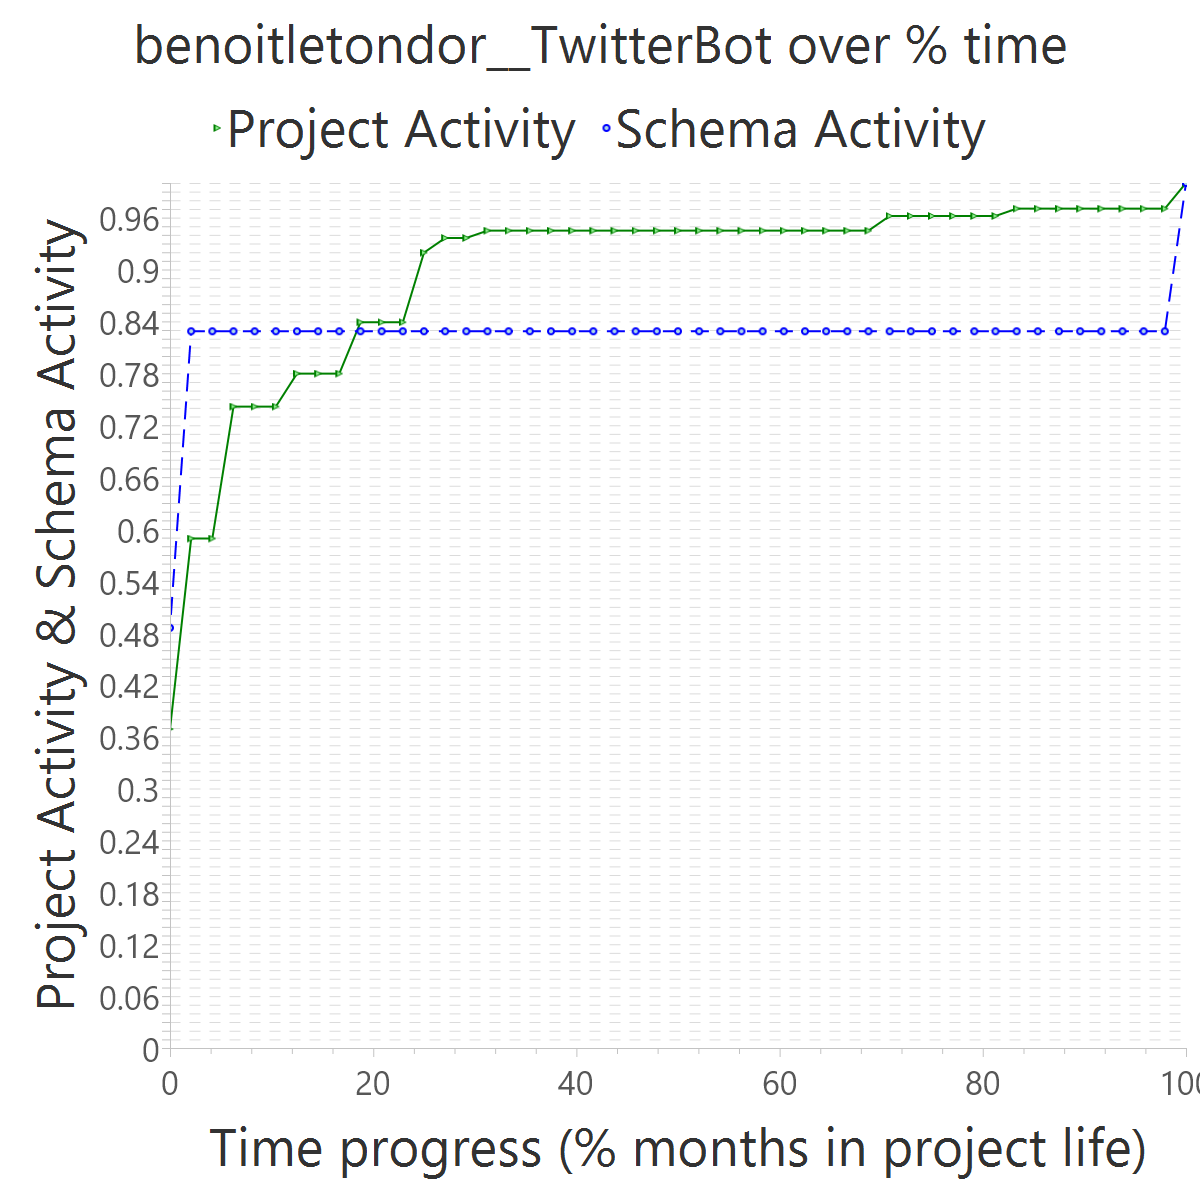 benoitletondor__TwitterBot over % time
Project Activity
Schema Activity
Project Activity & Schema Activity
0.96
0.9
0.84
0.78
0.72
0.66
0.6
0.54
0.48
0.42
0.36
0.3
0.24
0.18
0.12
0.06
0
0 20 40 60 80 100
Time progress (% months in project life)